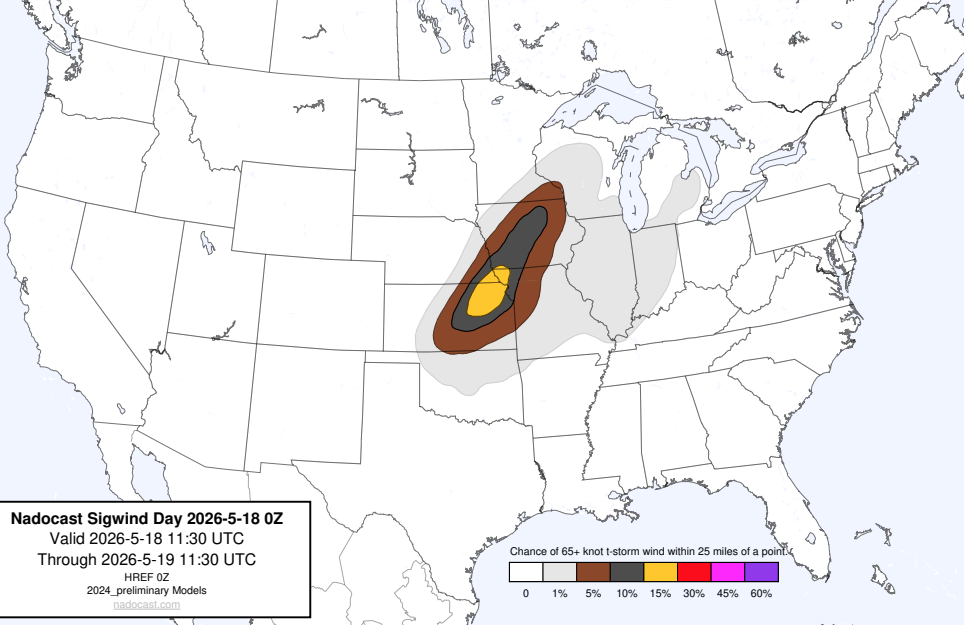 Nadocast Sigwind Day 2026-5-18 0Z
Valid 2026-5-18 11:30 UTC
Through 2026-5-19 11:30 UTC
HREF 0Z
2024_preliminary Models
nadocast.com
Chance of 65+ knot t-storm wind within 25 miles of a point.
0 1% 5% 10% 15% 30% 45% 60%